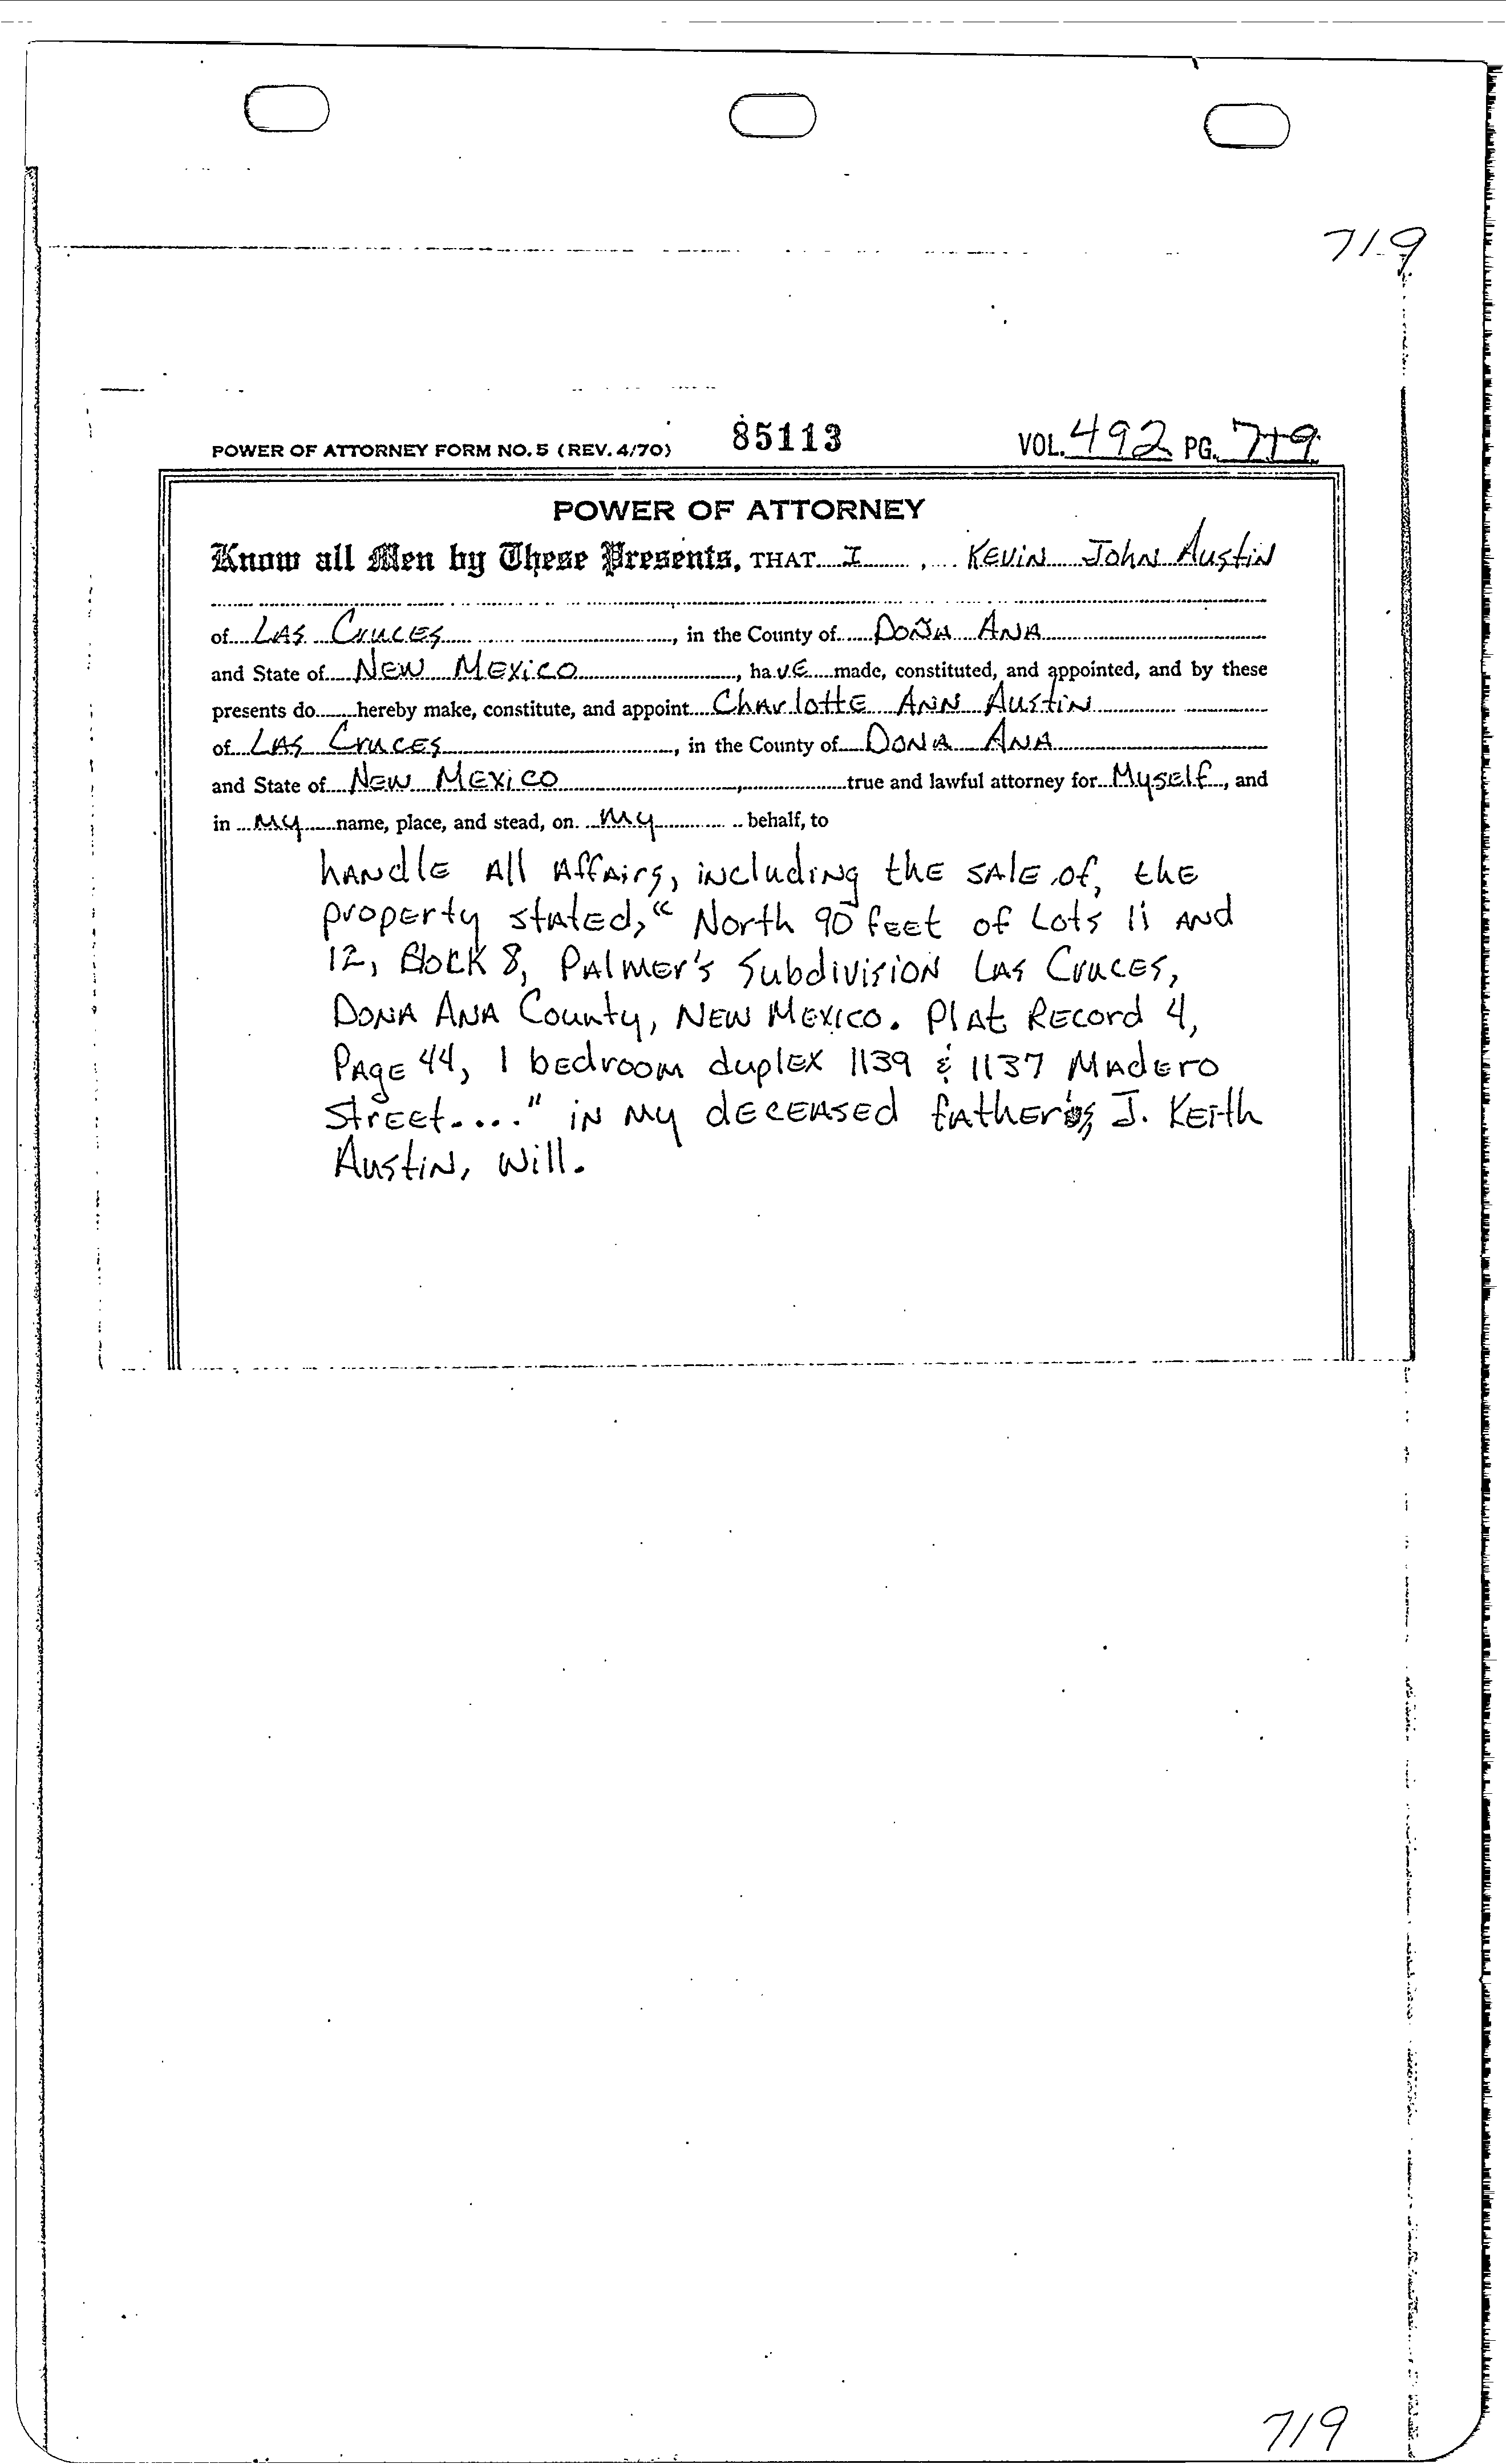 719
POWER OF ATTORNEY FORM NO. 5 (REV. 4/70) 85113 VOL. 492 PG. 719
POWER OF ATTORNEY
Know all Men by These Presents, THAT I, Kevin John Austin
of Las Cruces, in the County of Doña Ana
and State of New Mexico, have made, constituted, and appointed, and by these
presents do hereby make, constitute, and appoint Charlotte Ann Austin
of Las Cruces, in the County of Dona Ana
and State of New Mexico, true and lawful attorney for Myself, and
in my name, place, and stead, on my behalf, to
handle all affairs, including the sale of, the
property stated, “North 90 feet of Lots 11 and
12, Block 8, Palmer's Subdivision Las Cruces,
Dona Ana County, New Mexico. Plat Record 4,
Page 44, 1 bedroom duplex 1139 & 1137 Madero
Street....” in my deceased father's, J. Keith
Austin, Will.
719